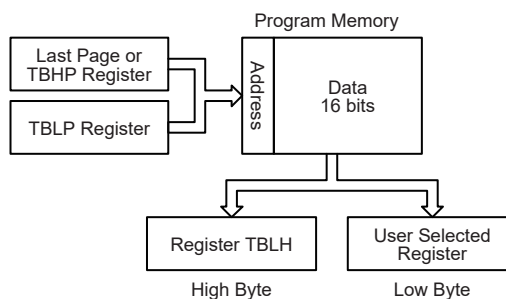 Program Memory
Last Page or
TBHP Register
TBLP Register
Address
Data
16 bits
Register TBLH
User Selected
Register
High Byte
Low Byte